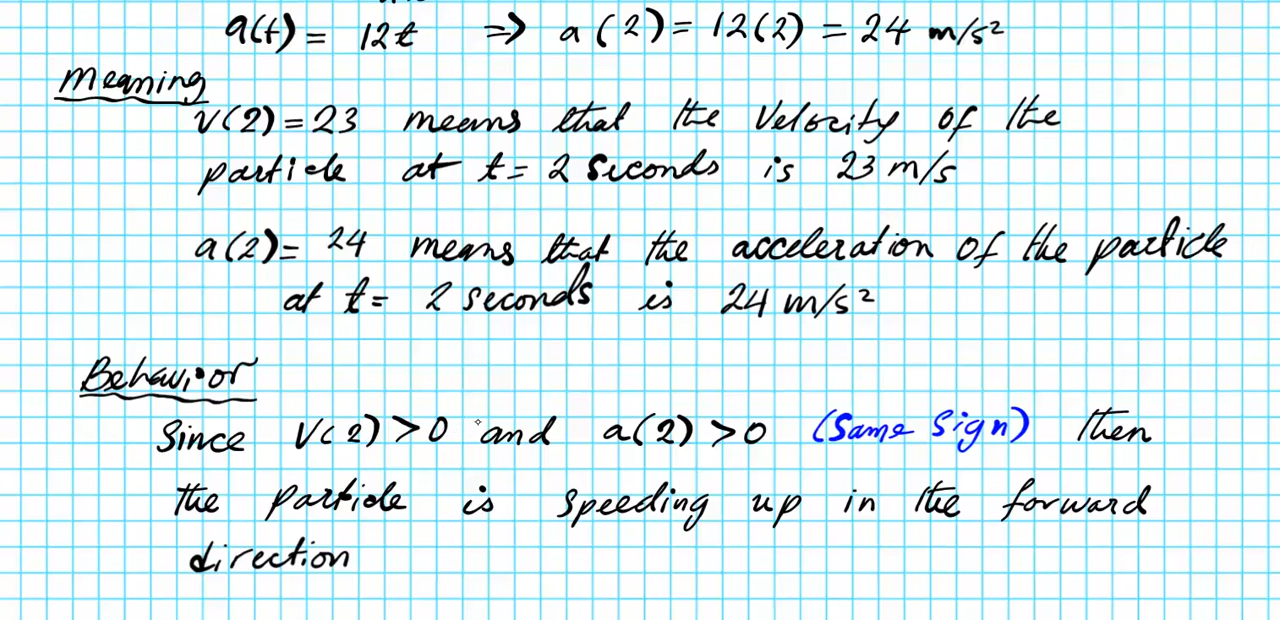 a(t) = 12t => a(2) = 12(2) = 24 m/s²
Meaning
v(2) = 23 means that the Velocity of the
particle at t = 2 seconds is 23 m/s
a(2) = 24 means that the acceleration of the particle
at t = 2 seconds is 24 m/s²
Behavior
Since v(2) > 0 and a(2) > 0 (Same Sign) then
the particle is speeding up in the forward
direction